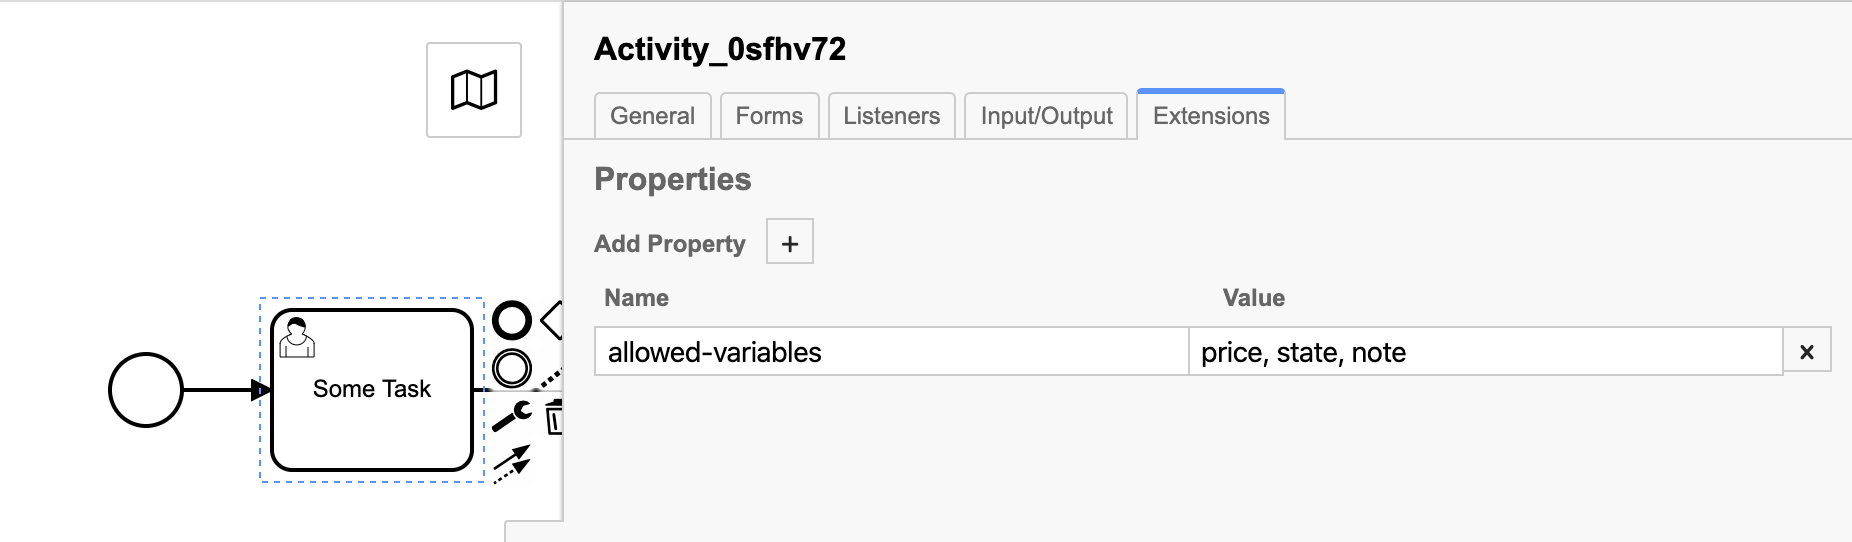 Activity_0sfhv72
General Forms Listeners Input/Output Extensions
Properties
Add Property +
Name Value
allowed-variables price, state, note x
Some Task